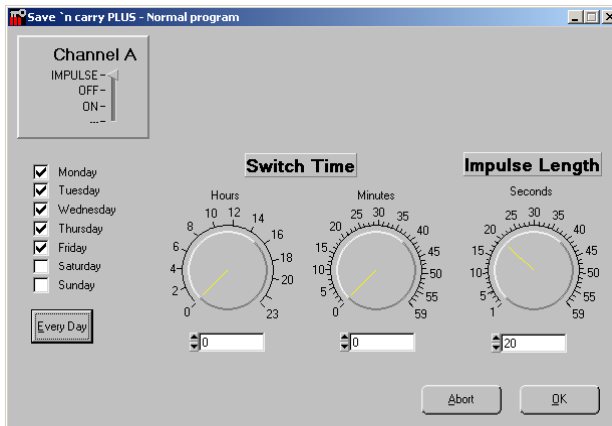 Save `n carry PLUS - Normal program
Channel A
IMPULSE
OFF
ON
---
Monday
Tuesday
Wednesday
Thursday
Friday
Saturday
Sunday
Every Day
Switch Time
Hours
0 2 4 6 8 10 12 14 16 18 20 23
0
Minutes
0 5 10 15 20 25 30 35 40 45 50 55 59
0
Impulse Length
Seconds
1 5 10 15 20 25 30 35 40 45 50 55 59
20
Abort
OK